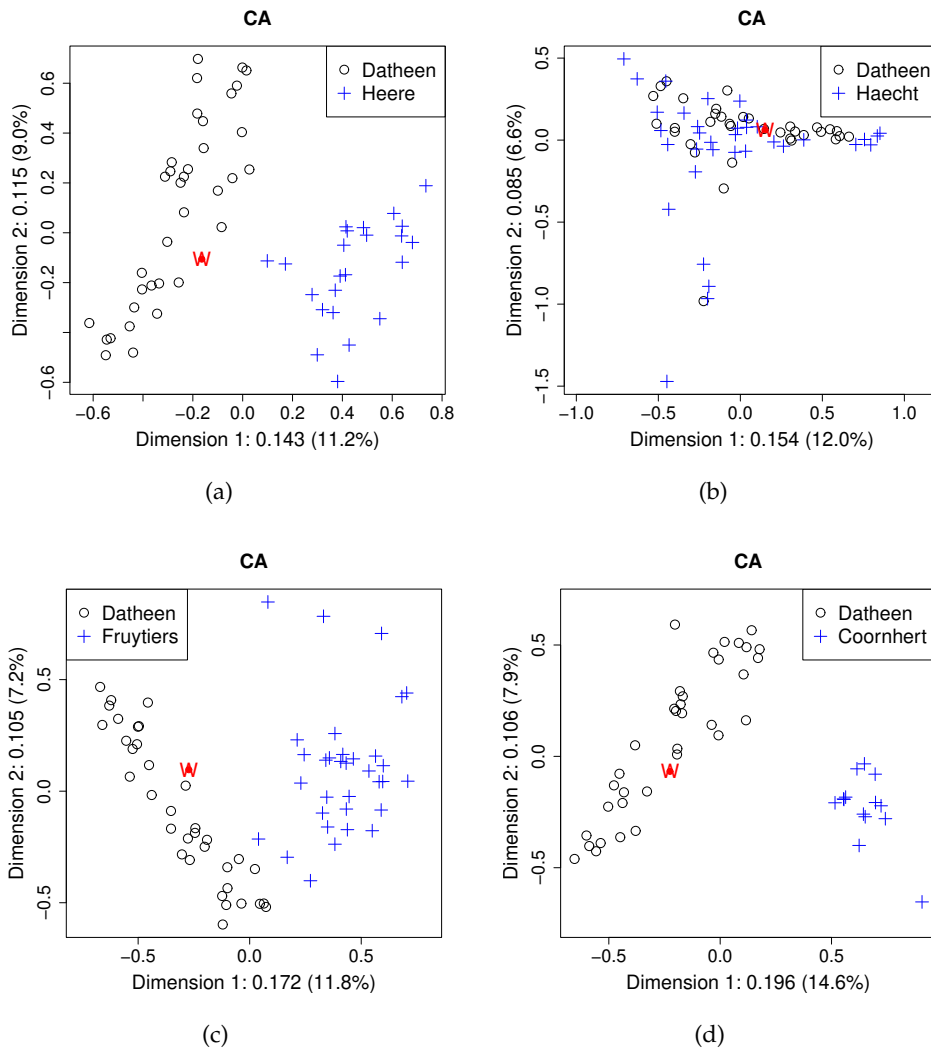 CA
Datheen
Heere
0.6
0.2
0.0
−0.2
−0.6
−0.6
−0.2
0.0
0.2
0.4
0.6
0.8
Dimension 2: 0.115 (9.0%)
Dimension 1: 0.143 (11.2%)
W
(a)
CA
Datheen
Haecht
0.5
0.0
−0.5
−1.0
−1.5
−1.0
−0.5
0.0
0.5
1.0
Dimension 2: 0.085 (6.6%)
Dimension 1: 0.154 (12.0%)
W
(b)
CA
Datheen
Fruytiers
0.5
0.0
−0.5
−0.5
0.0
0.5
Dimension 2: 0.105 (7.2%)
Dimension 1: 0.172 (11.8%)
W
(c)
CA
Datheen
Coornhert
0.5
0.0
−0.5
−0.5
0.0
0.5
Dimension 2: 0.106 (7.9%)
Dimension 1: 0.196 (14.6%)
W
(d)